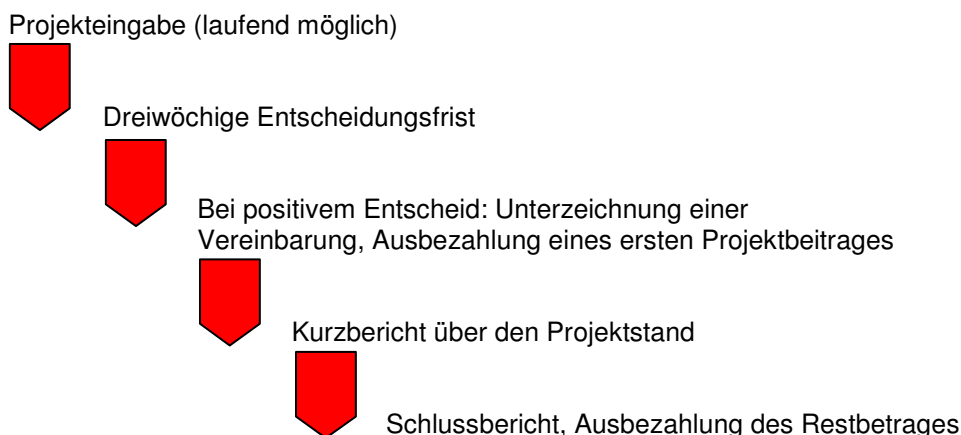 Projekteingabe (laufend möglich)
Dreiwöchige Entscheidungsfrist
Bei positivem Entscheid: Unterzeichnung einer
Vereinbarung, Ausbezahlung eines ersten Projektbeitrages
Kurzbericht über den Projektstand
Schlussbericht, Ausbezahlung des Restbetrages